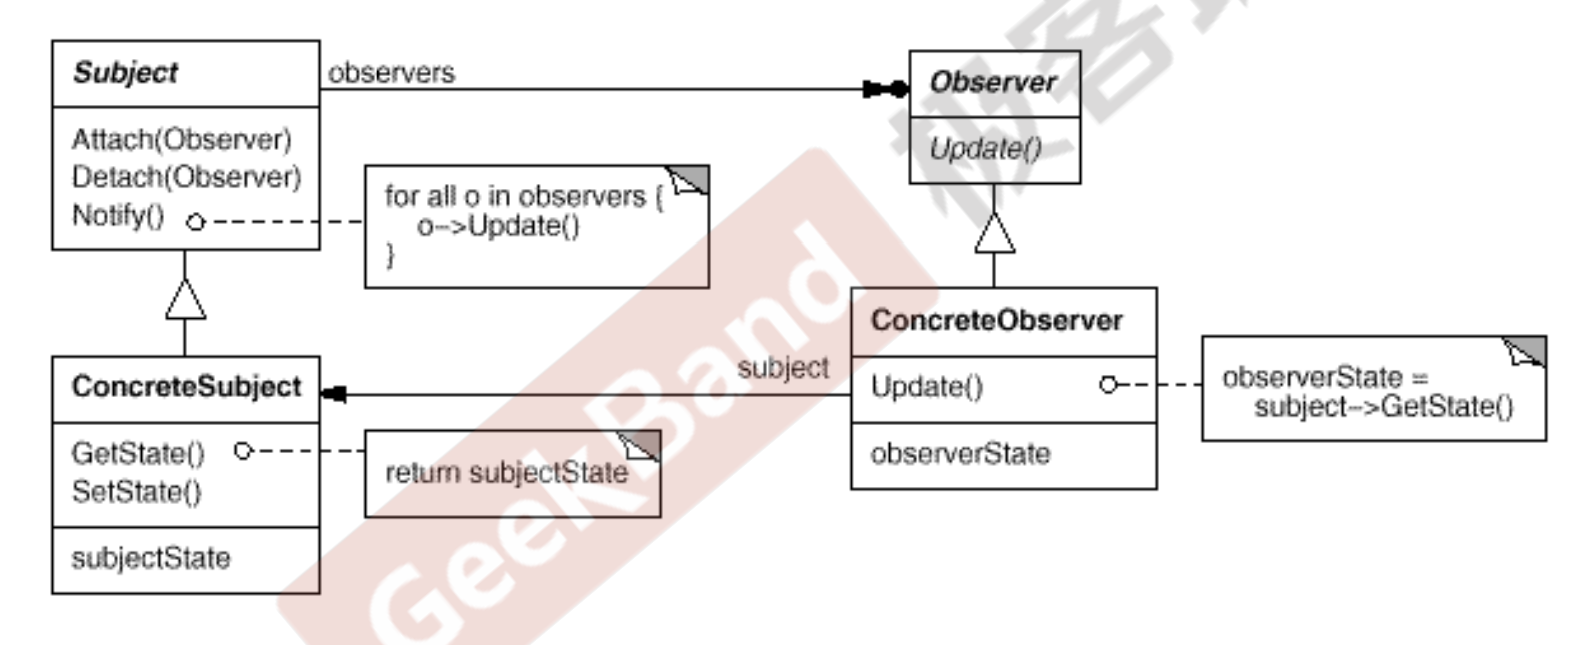 Subject
Attach(Observer)
Detach(Observer)
Notify()
observers
for all o in observers {
o->Update()
}
Observer
Update()
ConcreteSubject
GetState()
SetState()
subjectState
return subjectState
subject
ConcreteObserver
Update()
observerState
observerState =
subject->GetState()
GeekBand
极客